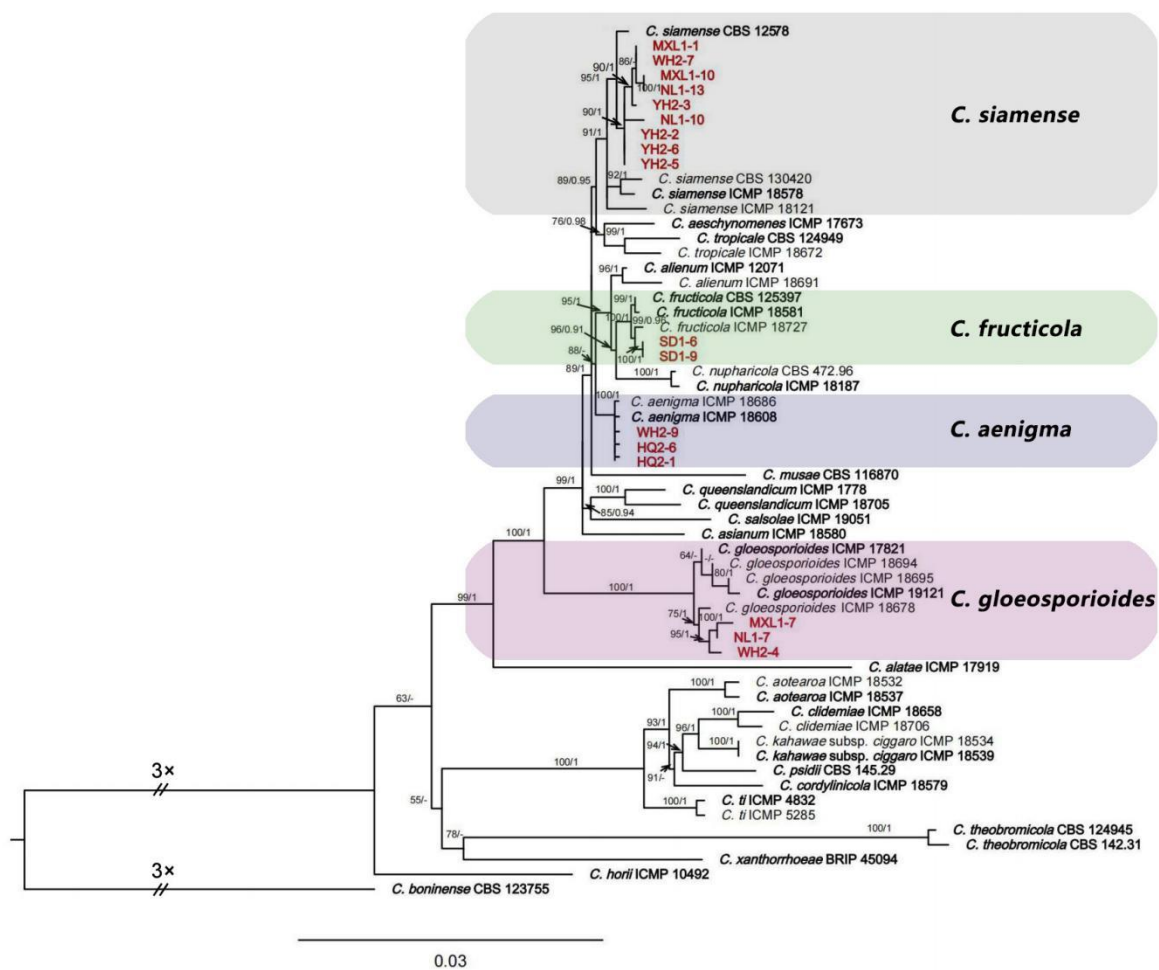 C. siamense CBS 12578
MXL1-1
86/-
WH2-7
90/1
MXL1-10
95/1
100/1
NL1-13
YH2-3
90/1
NL1-10
C. siamense
YH2-2
91/1
YH2-6
YH2-5
92/1
C. siamense CBS 130420
89/0.95
C. siamense ICMP 18578
C. siamense ICMP 18121
76/0.98
C. aeschynomenes ICMP 17673
99/1
C. tropicale CBS 124949
C. tropicale ICMP 18672
96/1
C. alienum ICMP 12071
C. alienum ICMP 18691
95/1
99/1
C. fructicola CBS 125397
C. fructicola ICMP 18581
100/1
99/0.96
C. fructicola ICMP 18727
C. fructicola
96/0.91
SD1-6
100/1
SD1-9
88/-
89/1
100/1
C. nupharicola CBS 472.96
C. nupharicola ICMP 18187
100/1
C. aenigma ICMP 18686
C. aenigma ICMP 18608
WH2-9
C. aenigma
HQ2-6
HQ2-1
C. musae CBS 116870
99/1
100/1
C. queenslandicum ICMP 1778
C. queenslandicum ICMP 18705
85/0.94
C. salsolae ICMP 19051
100/1
C. asianum ICMP 18580
C. gloeosporioides ICMP 17821
64/-
-/-
C. gloeosporioides ICMP 18694
80/1
C. gloeosporioides ICMP 18695
100/1
C. gloeosporioides ICMP 19121
C. gloeosporioides
C. gloeosporioides ICMP 18678
99/1
75/1
100/1
MXL1-7
95/1
NL1-7
WH2-4
C. alatae ICMP 17919
100/1
C. aotearoa ICMP 18532
C. aotearoa ICMP 18537
63/-
100/1
C. clidemiae ICMP 18658
93/1
96/1
C. clidemiae ICMP 18706
94/1
100/1
C. kahawae subsp. ciggaro ICMP 18534
C. kahawae subsp. ciggaro ICMP 18539
3×
100/1
91/-
C. psidii CBS 145.29
C. cordylinicola ICMP 18579
55/-
100/1
C. ti ICMP 4832
C. ti ICMP 5285
78/-
100/1
C. theobromicola CBS 124945
C. theobromicola CBS 142.31
C. xanthorrhoeae BRIP 45094
3×
C. horii ICMP 10492
C. boninense CBS 123755
0.03